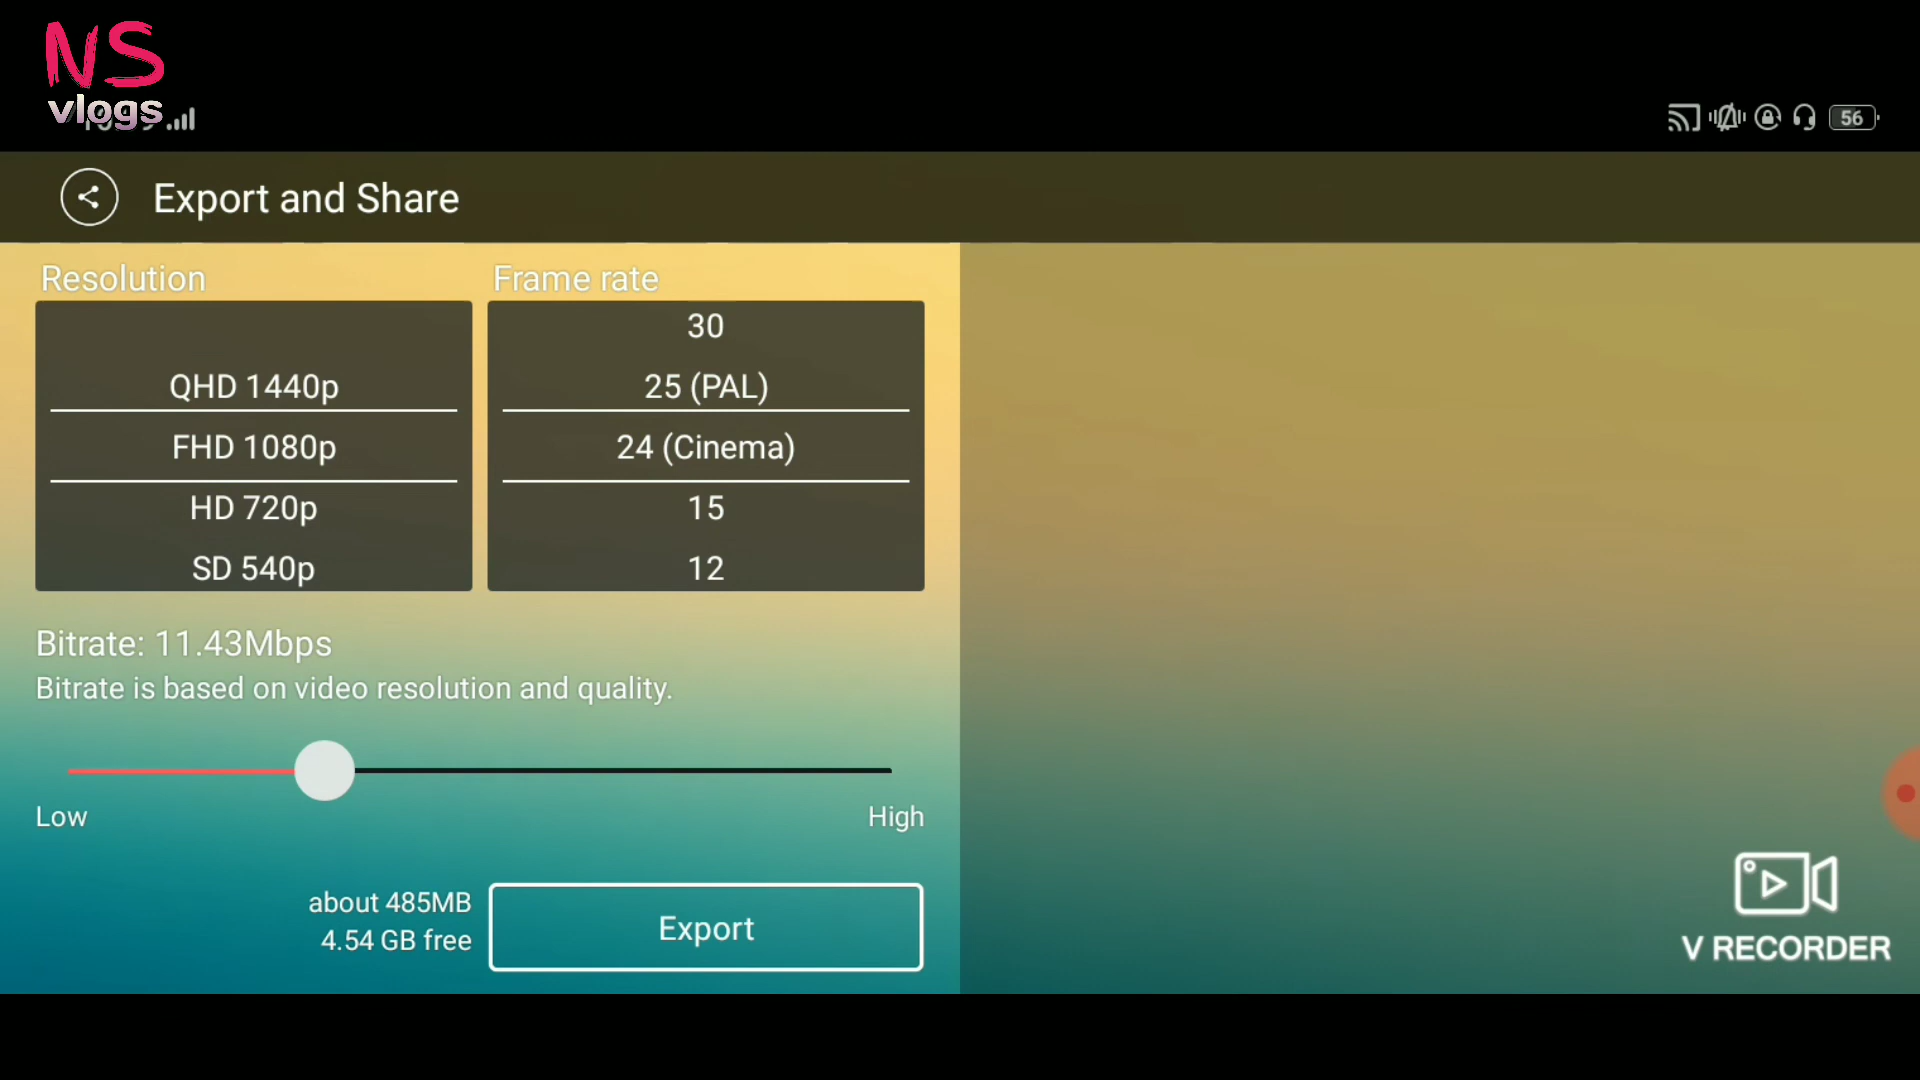 NS
vlogs
56
Export and Share
Resolution
Frame rate
30
QHD 1440p
25 (PAL)
FHD 1080p
24 (Cinema)
HD 720p
15
SD 540p
12
Bitrate: 11.43Mbps
Bitrate is based on video resolution and quality.
Low
High
about 485MB
4.54 GB free
Export
V RECORDER